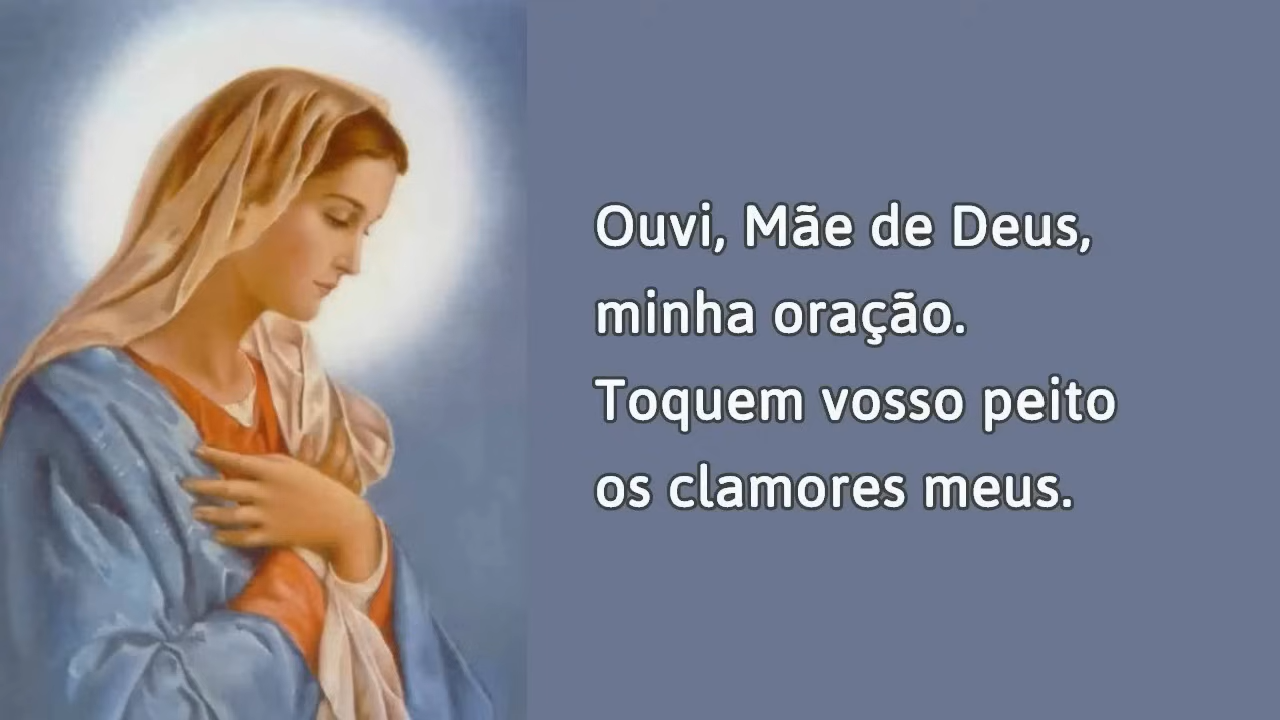 Ouvi, Mãe de Deus,
minha oração.
Toquem vosso peito
os clamores meus.